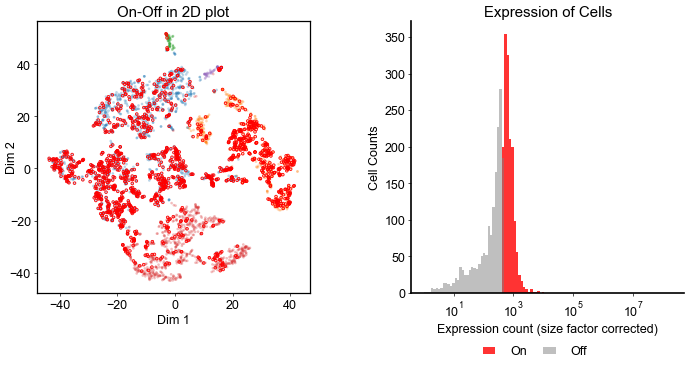 On-Off in 2D plot
40
20
0
−20
−40
Dim 2
−40 −20 0 20 40
Dim 1
Expression of Cells
350
300
250
200
150
100
50
0
Cell Counts
10^1 10^3 10^5 10^7
Expression count (size factor corrected)
On Off